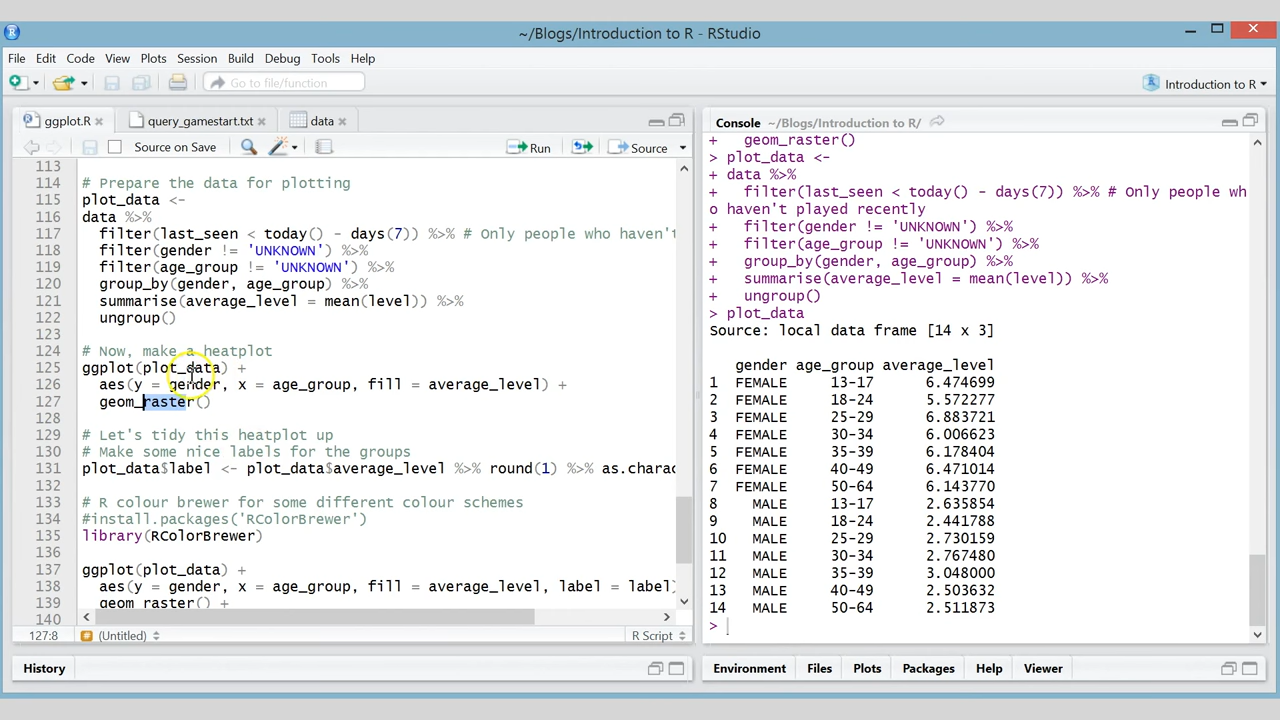 ~/Blogs/Introduction to R - RStudio
File Edit Code View Plots Session Build Debug Tools Help
Go to file/function
Introduction to R
ggplot.R
query_gamestart.txt
data
Source on Save
Run
Source
113
114 # Prepare the data for plotting
115 plot_data <-
116 data %>%
117 filter(last_seen < today() - days(7)) %>% # Only people who haven't
118 filter(gender != 'UNKNOWN') %>%
119 filter(age_group != 'UNKNOWN') %>%
120 group_by(gender, age_group) %>%
121 summarise(average_level = mean(level)) %>%
122 ungroup()
123
124 # Now, make a heatplot
125 ggplot(plot_data) +
126 aes(y = gender, x = age_group, fill = average_level) +
127 geom_raster()
128
129 # Let's tidy this heatplot up
130 # Make some nice labels for the groups
131 plot_data$label <- plot_data$average_level %>% round(1) %>% as.charac
132
133 # R colour brewer for some different colour schemes
134 #install.packages('RColorBrewer')
135 library(RColorBrewer)
136
137 ggplot(plot_data) +
138 aes(y = gender, x = age_group, fill = average_level, label = label)
139 geom_raster() +
140
127:8 # (Untitled) R Script
History
Console ~/Blogs/Introduction to R/
+ geom_raster()
> plot_data <-
+ data %>%
+ filter(last_seen < today() - days(7)) %>% # Only people wh
o haven't played recently
+ filter(gender != 'UNKNOWN') %>%
+ filter(age_group != 'UNKNOWN') %>%
+ group_by(gender, age_group) %>%
+ summarise(average_level = mean(level)) %>%
+ ungroup()
> plot_data
Source: local data frame [14 x 3]
gender age_group average_level
1 FEMALE 13-17 6.474699
2 FEMALE 18-24 5.572277
3 FEMALE 25-29 6.883721
4 FEMALE 30-34 6.006623
5 FEMALE 35-39 6.178404
6 FEMALE 40-49 6.471014
7 FEMALE 50-64 6.143770
8 MALE 13-17 2.635854
9 MALE 18-24 2.441788
10 MALE 25-29 2.730159
11 MALE 30-34 2.767480
12 MALE 35-39 3.048000
13 MALE 40-49 2.503632
14 MALE 50-64 2.511873
>
Environment Files Plots Packages Help Viewer